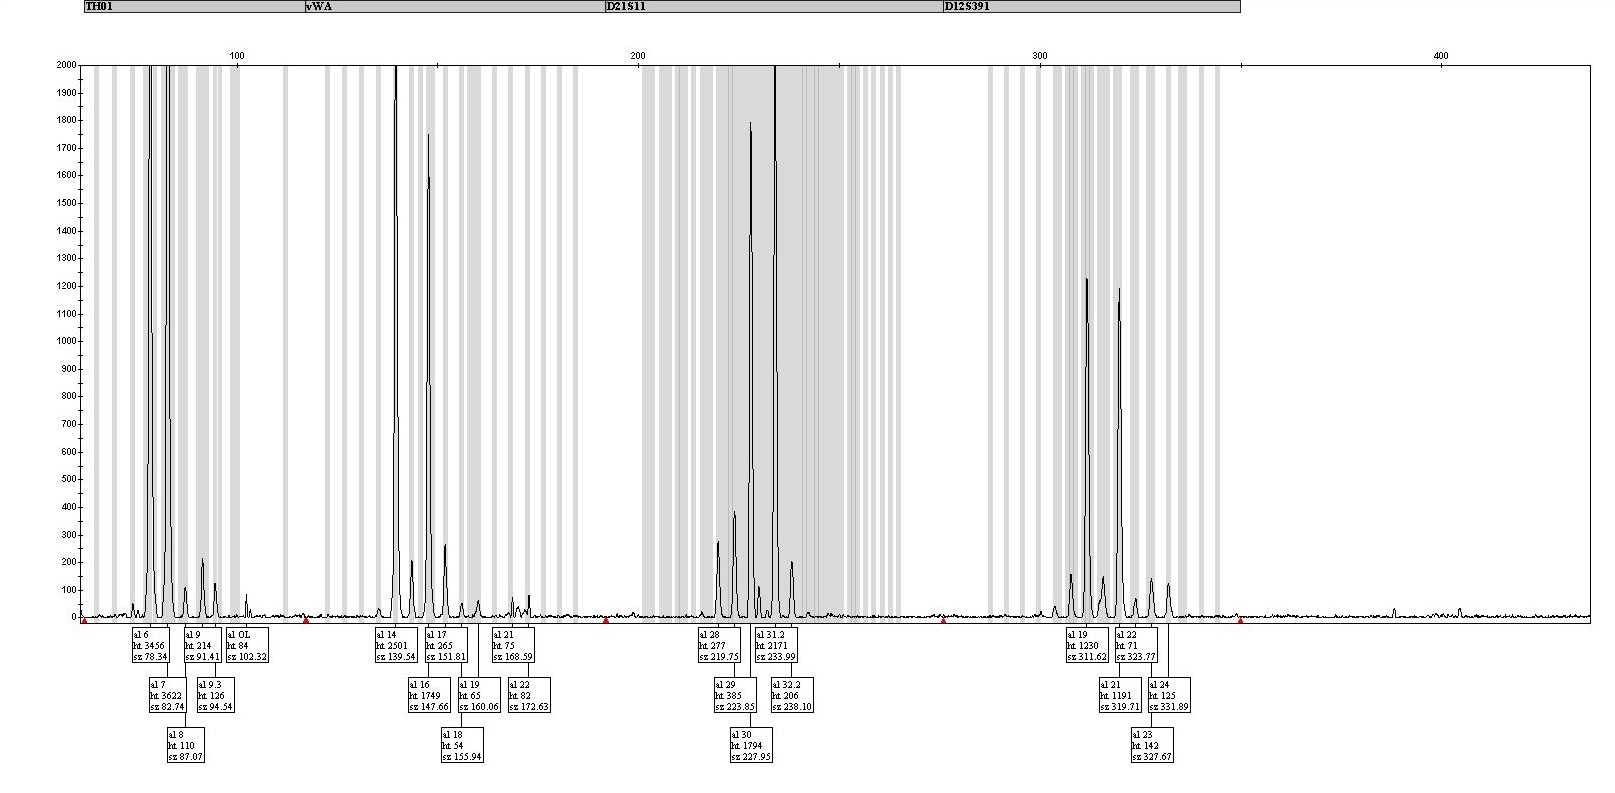 TH01 vWA D21S11 D12S391
100 200 300 400
2000
1900
1800
1700
1600
1500
1400
1300
1200
1100
1000
900
800
700
600
500
400
300
200
100
0
al 6
ht 3456
sz 78.34
al 9
ht 214
sz 91.41
al OL
ht 84
sz 102.32
al 14
ht 2501
sz 139.54
al 17
ht 265
sz 151.81
al 21
ht 75
sz 168.59
al 28
ht 277
sz 219.75
al 31.2
ht 2171
sz 233.99
al 19
ht 1230
sz 311.62
al 22
ht 71
sz 323.77
al 7
ht 3622
sz 82.74
al 9.3
ht 126
sz 94.54
al 16
ht 1749
sz 147.66
al 19
ht 65
sz 160.06
al 22
ht 82
sz 172.63
al 29
ht 385
sz 223.85
al 32.2
ht 206
sz 238.10
al 21
ht 1191
sz 319.71
al 24
ht 125
sz 331.89
al 8
ht 110
sz 87.07
al 18
ht 54
sz 155.94
al 30
ht 1794
sz 227.95
al 23
ht 142
sz 327.67